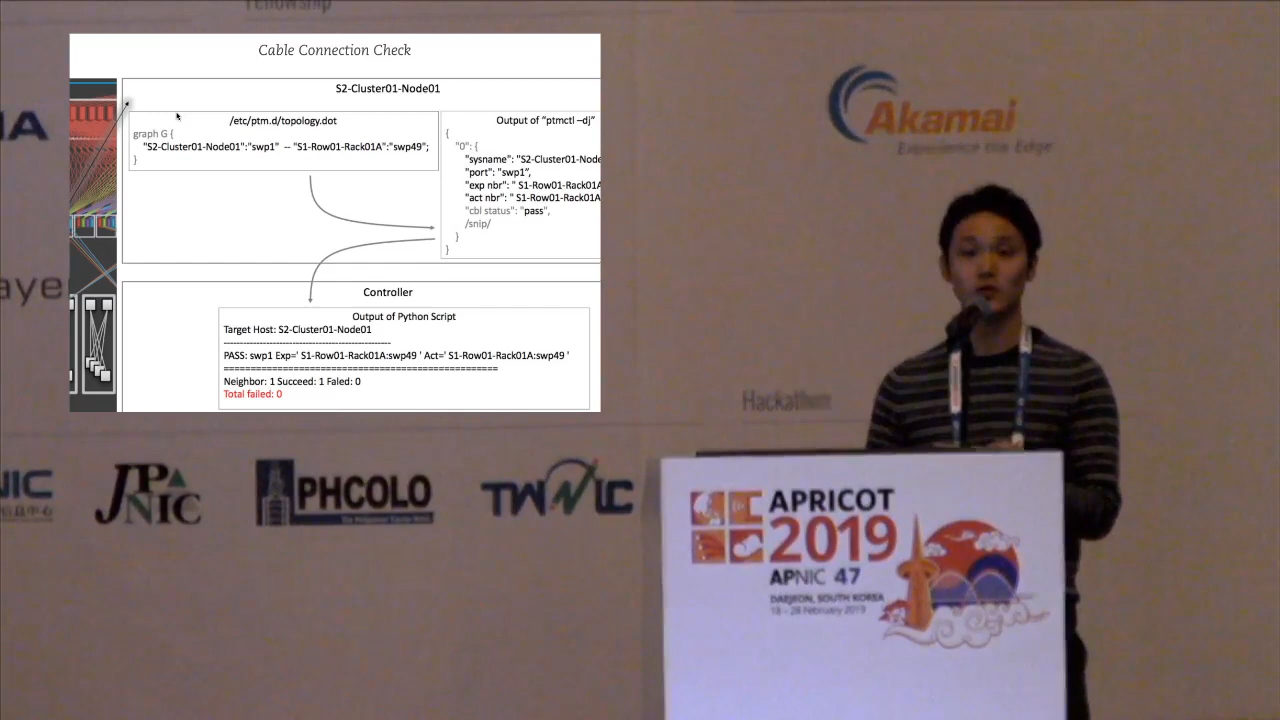 Fellowship
Cable Connection Check
S2-Cluster01-Node01
/etc/ptm.d/topology.dot
graph G {
"S2-Cluster01-Node01":"swp1" -- "S1-Row01-Rack01A":"swp49";
}
Output of "ptmctl –dj"
{
"0": {
"sysname": "S2-Cluster01-Node
"port": "swp1",
"exp nbr": " S1-Row01-Rack01A
"act nbr": " S1-Row01-Rack01A
"cbl status": "pass",
/snip/
}
}
Controller
Output of Python Script
Target Host: S2-Cluster01-Node01
------------------------------------------------
PASS: swp1 Exp=' S1-Row01-Rack01A:swp49 ' Act=' S1-Row01-Rack01A:swp49 '
==================================================
Neighbor: 1 Succeed: 1 Faled: 0
Total failed: 0
Akamai
Experience the Edge
Hackathon
JPNIC
PHCOLO
TWNIC
APRICOT
2019
APNIC 47
DAEJEON, SOUTH KOREA
18 – 28 February 2019